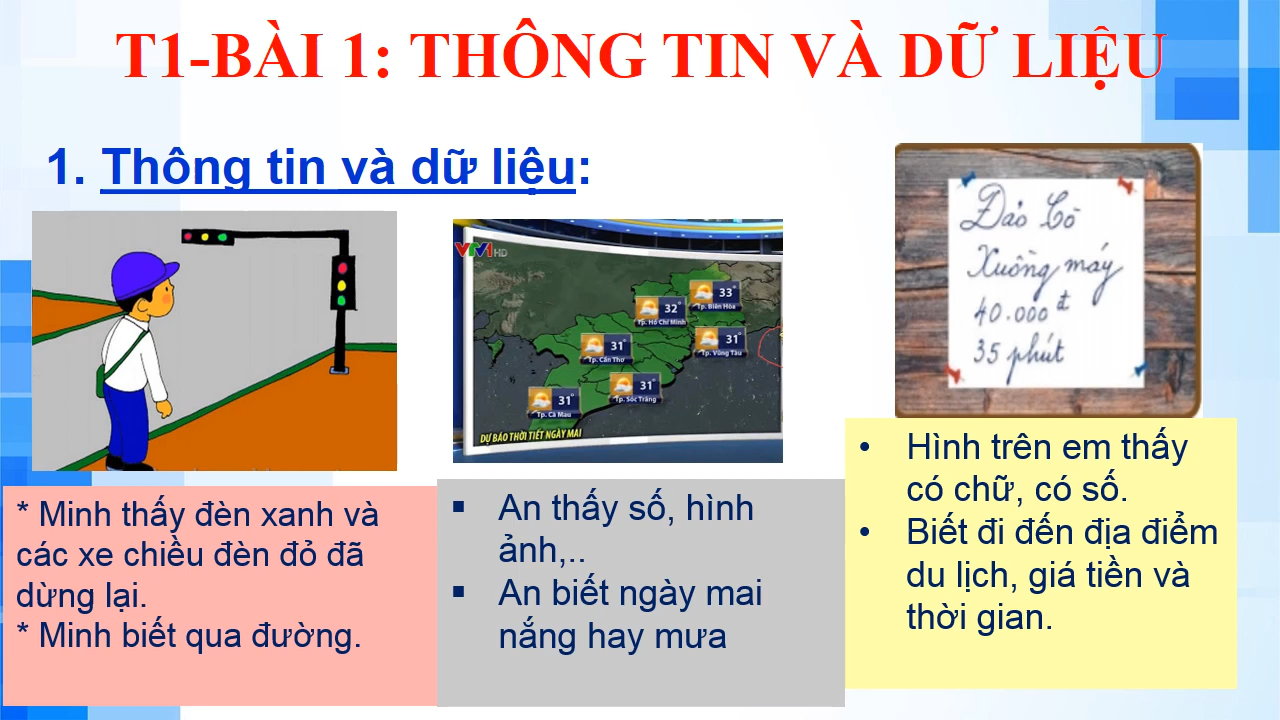 T1-BÀI 1: THÔNG TIN VÀ DỮ LIỆU
1. Thông tin và dữ liệu:
VTV1 HD
33°
Tp. Biên Hòa
32°
Tp. Hồ Chí Minh
31°
Tp. Vũng Tàu
31°
Tp. Cần Thơ
31°
Tp. Sóc Trăng
31°
Tp. Cà Mau
DỰ BÁO THỜI TIẾT NGÀY MAI
Đảo Cò
Xuồng máy
40.000đ
35 phút
* Minh thấy đèn xanh và
các xe chiều đèn đỏ đã
dừng lại.
* Minh biết qua đường.
▪ An thấy số, hình
ảnh,..
▪ An biết ngày mai
nắng hay mưa
• Hình trên em thấy
có chữ, có số.
• Biết đi đến địa điểm
du lịch, giá tiền và
thời gian.